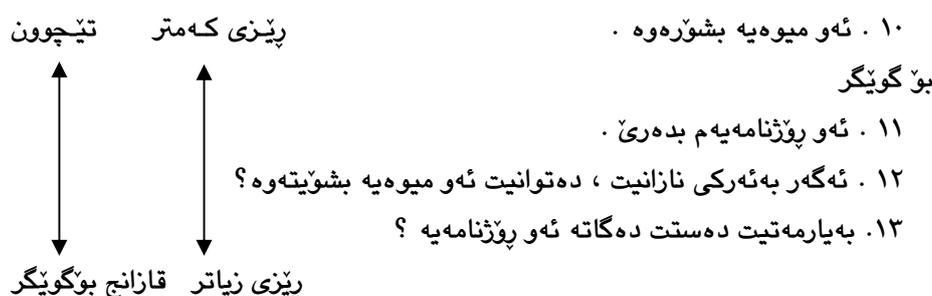 ١٠ . ئەو میوەیە بشۆرەوە . ڕێزی کەمتر تێچوون
بۆ گوێگر
١١ . ئەو ڕۆژنامەیەم بدەرێ .
١٢ . ئەگەر بەئەرکی نازانیت ، دەتوانیت ئەو میوەیە بشۆیتەوە؟
١٣. بەیارمەتیت دەستت دەگاتە ئەو ڕۆژنامەیە ؟
ڕێزی زیاتر قازانج بۆگوێگر